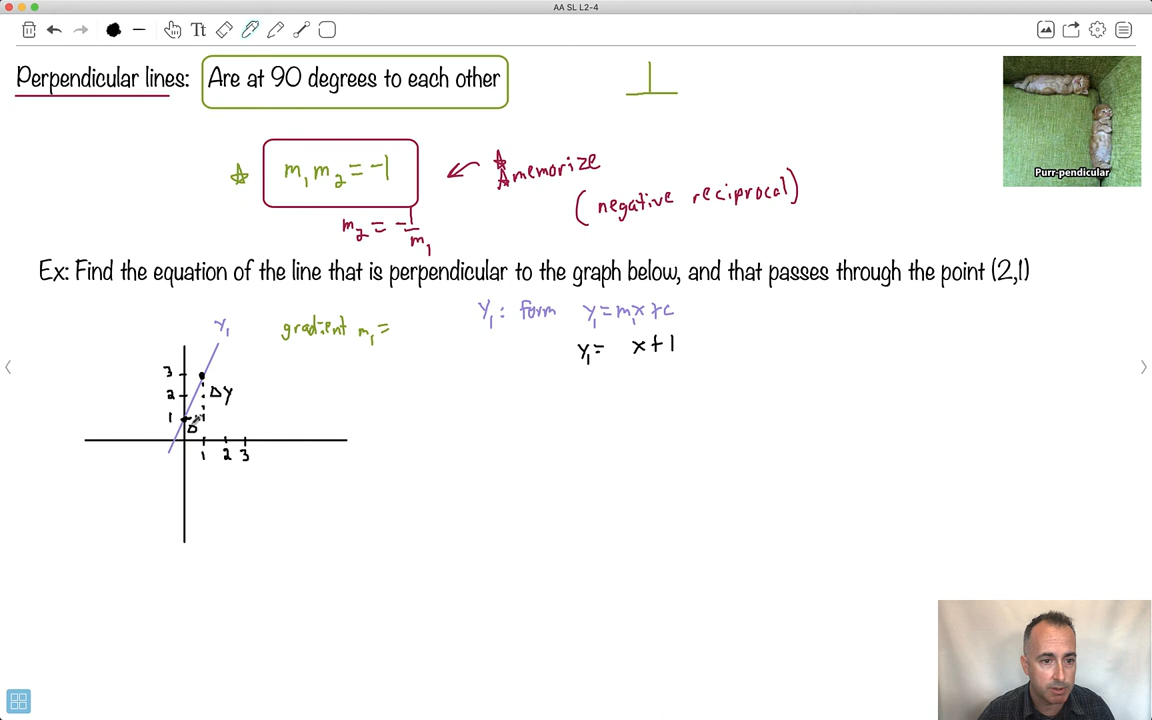 AA SL L2-4
Tt
Perpendicular lines: Are at 90 degrees to each other
Purr-pendicular
m₁ m₂ = -1
memorize
(negative reciprocal)
m₂ = -1/m₁
Ex: Find the equation of the line that is perpendicular to the graph below, and that passes through the point (2,1)
y₁: form y₁ = m₁x + c
y₁ gradient m₁ =
y₁ = x + 1
3
2 Δy
1
Δ
1 2 3